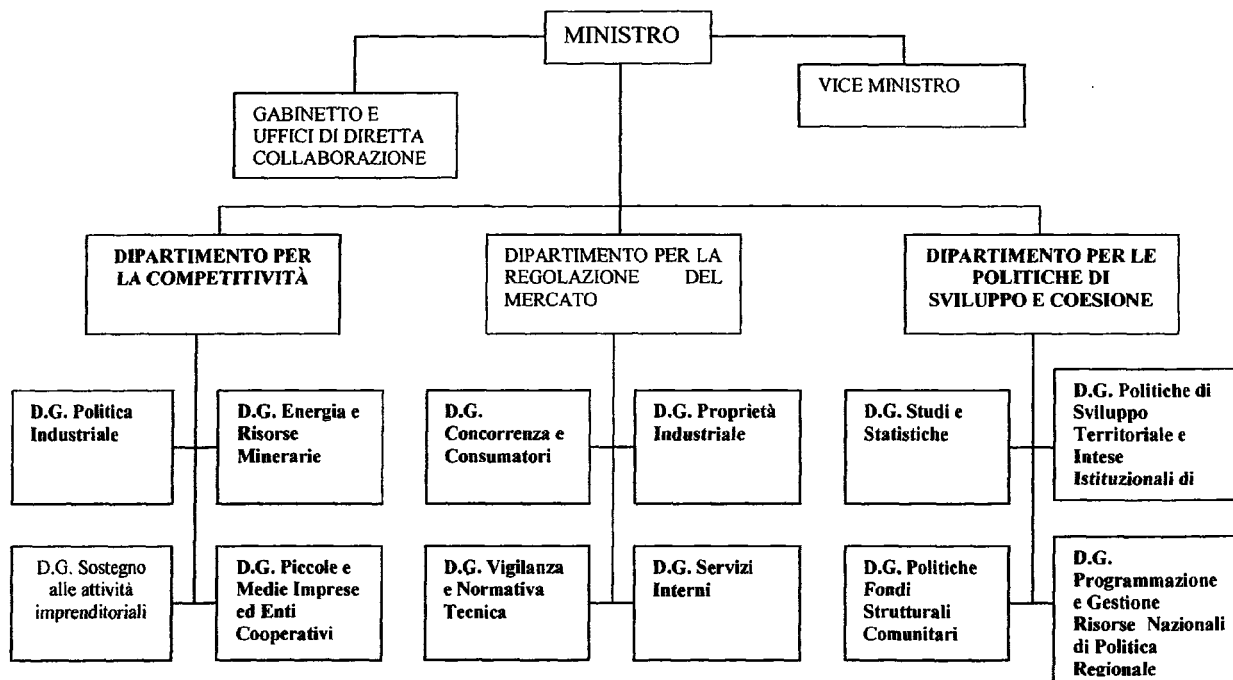 MINISTRO
VICE MINISTRO
GABINETTO E
UFFICI DI DIRETTA
COLLABORAZIONE
DIPARTIMENTO PER
LA COMPETITIVITÀ
DIPARTIMENTO PER LA
REGOLAZIONE DEL
MERCATO
DIPARTIMENTO PER LE
POLITICHE DI
SVILUPPO E COESIONE
D.G. Politica
Industriale
D.G. Energia e
Risorse
Minerarie
D.G.
Concorrenza e
Consumatori
D.G. Proprietà
Industriale
D.G. Studi e
Statistiche
D.G. Politiche di
Sviluppo
Territoriale e
Intese
Istituzionali di
D.G. Sostegno
alle attività
imprenditoriali
D.G. Piccole e
Medie Imprese
ed Enti
Cooperativi
D.G. Vigilanza
e Normativa
Tecnica
D.G. Servizi
Interni
D.G. Politiche
Fondi
Strutturali
Comunitari
D.G.
Programmazione
e Gestione
Risorse Nazionali
di Politica
Regionale